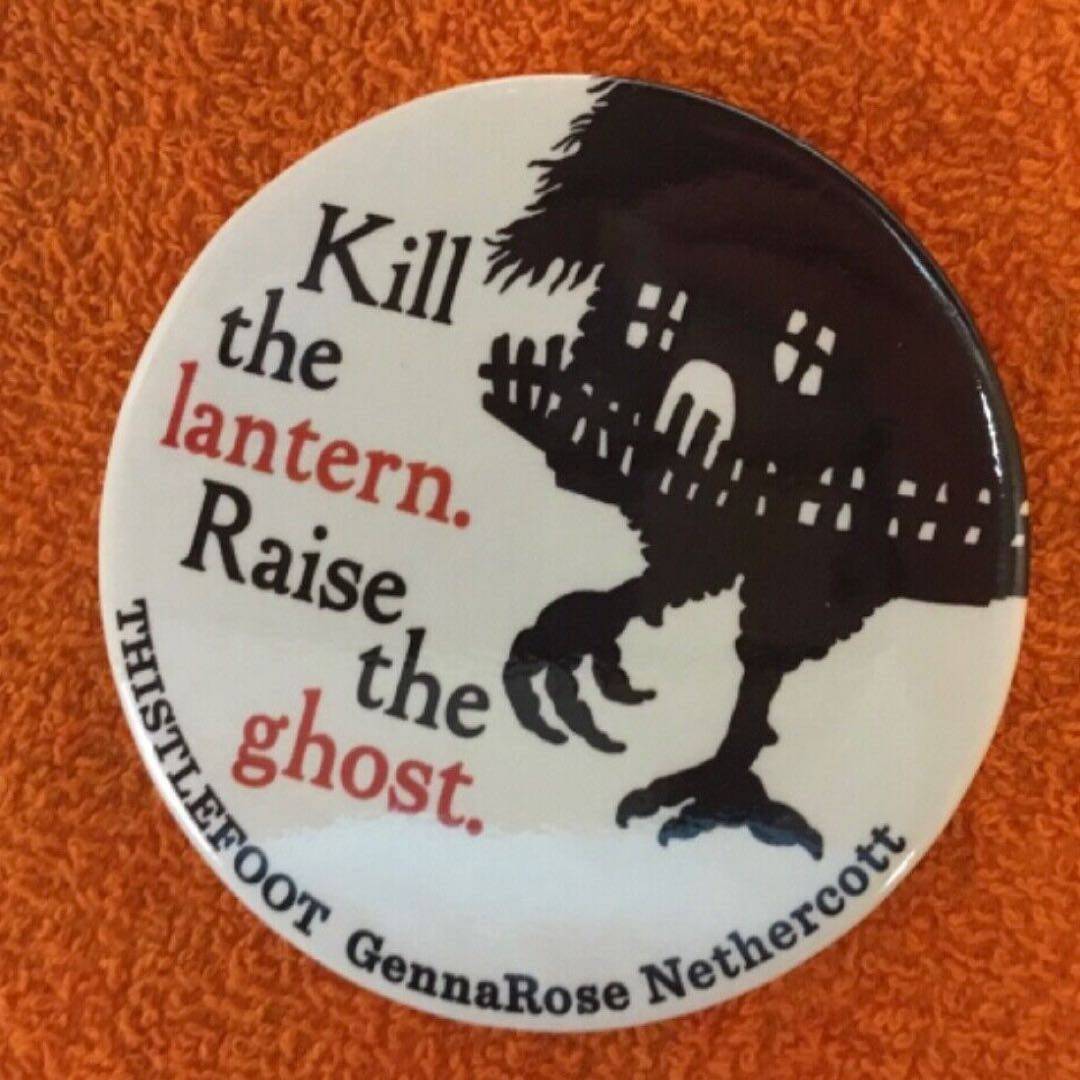 Kill
the
lantern.
Raise
the
ghost.
THISTLEFOOT GennaRose Nethercott